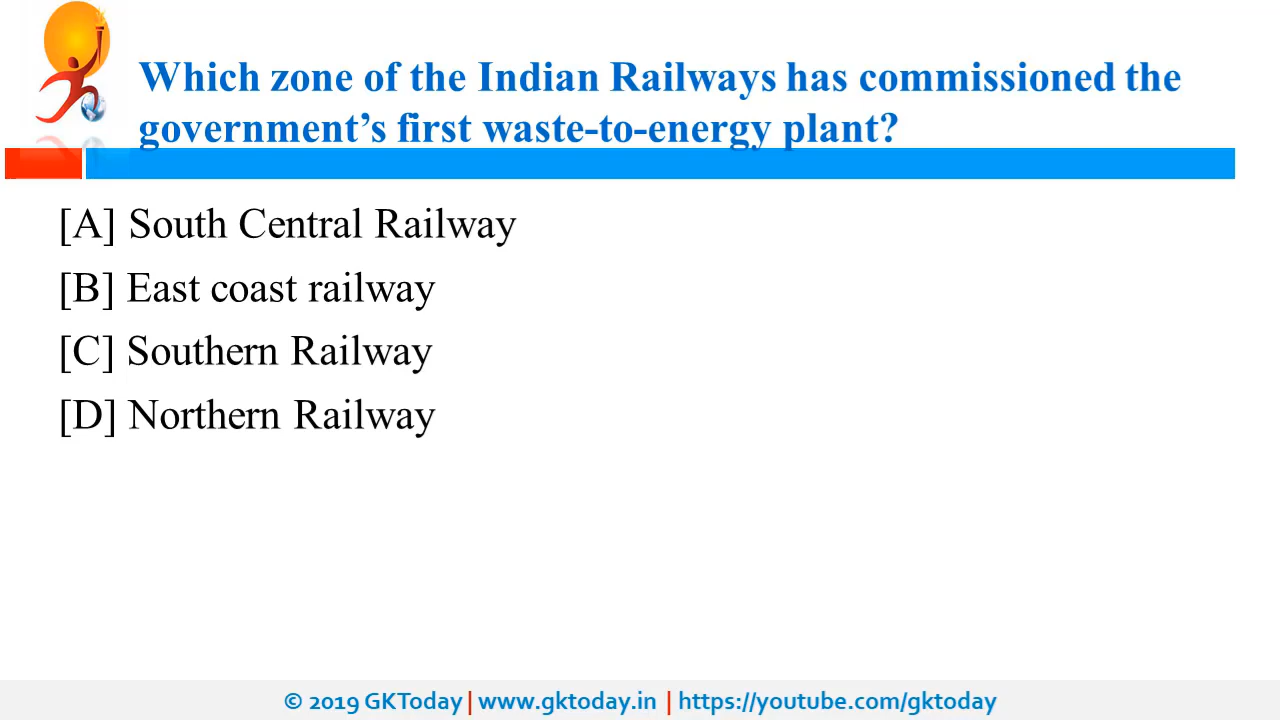 Which zone of the Indian Railways has commissioned the
government’s first waste-to-energy plant?
[A] South Central Railway
[B] East coast railway
[C] Southern Railway
[D] Northern Railway
© 2019 GKToday | www.gktoday.in | https://youtube.com/gktoday